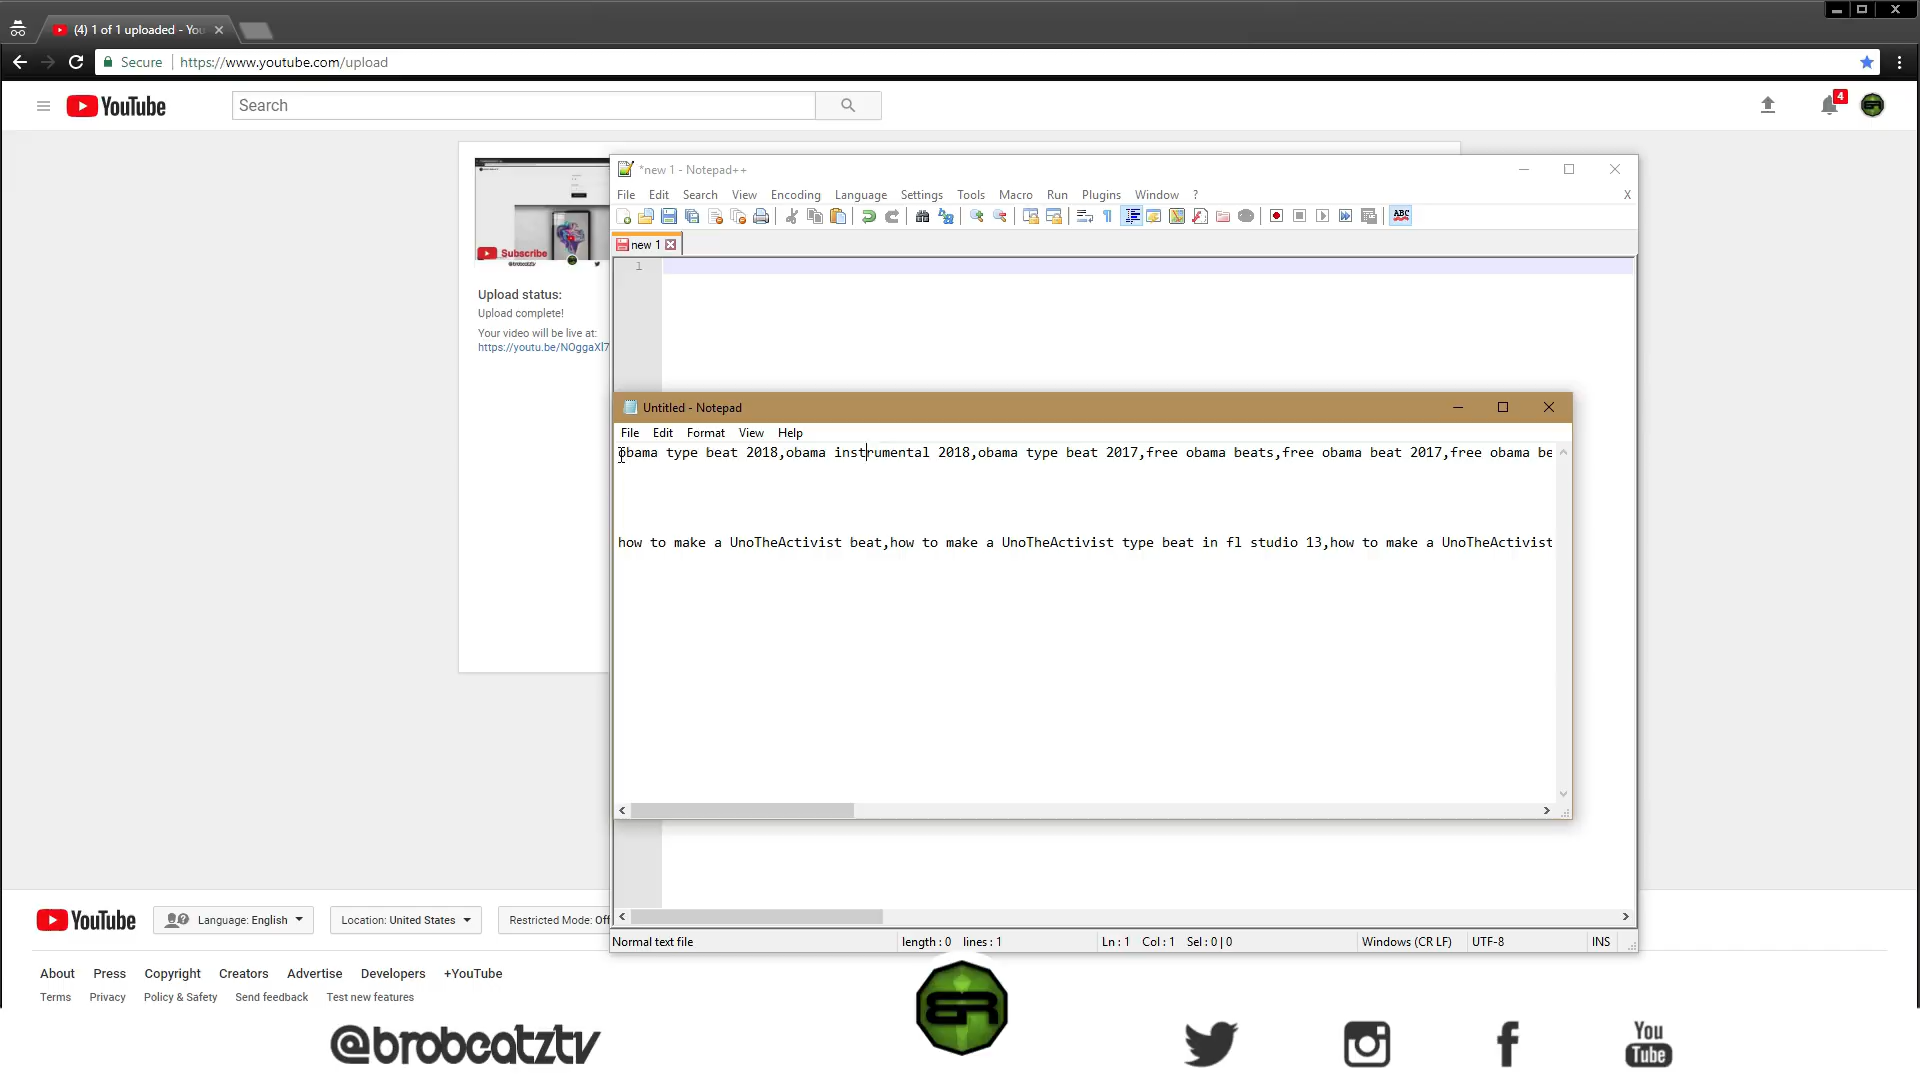 (4) 1 of 1 uploaded - You
Secure https://www.youtube.com/upload
YouTube
Search
4
*new 1 - Notepad++
File Edit Search View Encoding Language Settings Tools Macro Run Plugins Window ? X
ABC
new 1
1
Subscribe
@brobeatztv
Upload status:
Upload complete!
Your video will be live at:
https://youtu.be/NOggaXl7
Untitled - Notepad
File Edit Format View Help
obama type beat 2018,obama instrumental 2018,obama type beat 2017,free obama beats,free obama beat 2017,free obama be
how to make a UnoTheActivist beat,how to make a UnoTheActivist type beat in fl studio 13,how to make a UnoTheActivist
Normal text file length : 0 lines : 1 Ln : 1 Col : 1 Sel : 0 | 0 Windows (CR LF) UTF-8 INS
YouTube Language: English Location: United States Restricted Mode: Off
About Press Copyright Creators Advertise Developers +YouTube
Terms Privacy Policy & Safety Send feedback Test new features
@brobeatztv
BR
You
Tube